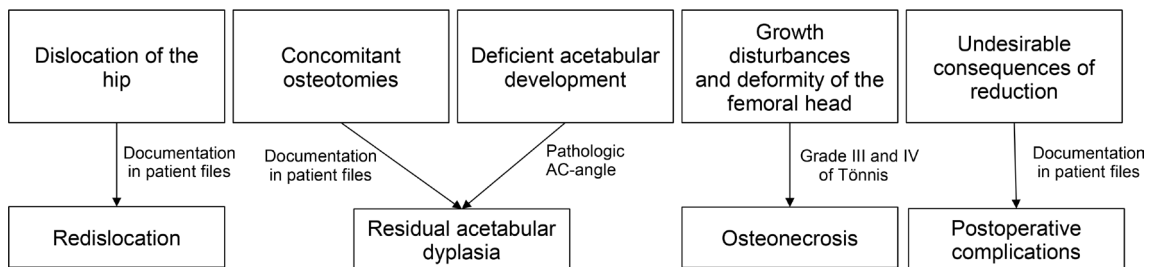 Dislocation of the
hip
Concomitant
osteotomies
Deficient acetabular
development
Growth
disturbances
and deformity of the
femoral head
Undesirable
consequences of
reduction
Documentation
in patient files
Documentation
in patient files
Pathologic
AC-angle
Grade III and IV
of Tönnis
Documentation
in patient files
Redislocation
Residual acetabular
dyplasia
Osteonecrosis
Postoperative
complications